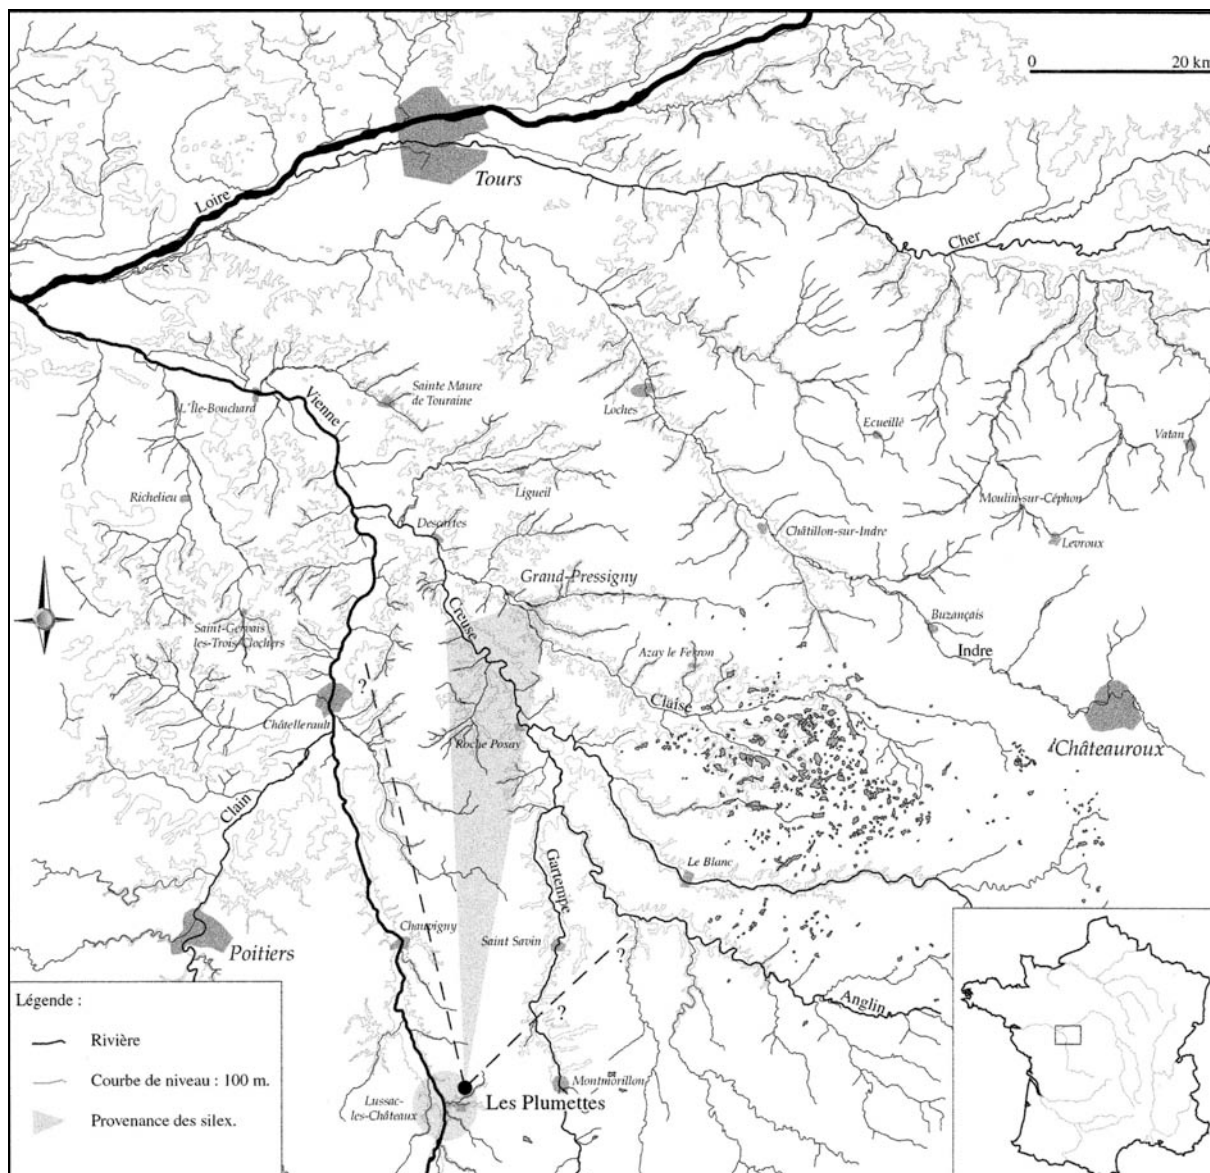 0 20 km
Tours
Loire
Cher
Vienne
Sainte Maure
de Touraine
L'Île-Bouchard
Loches
Ecueillé
Vatan
Richelieu
Ligueil
Moulin-sur-Céphon
Descartes
Châtillon-sur-Indre
Levroux
Grand-Pressigny
Creuse
Buzançais
Saint-Gervais
les-Trois-Clochers
Azay le Ferron
Indre
?
Claise
Châtellerault
Roche Posay
Châteauroux
Clain
Gartempe
Le Blanc
Chauvigny
Saint Savin
Poitiers
?
Anglin
?
Légende :
Rivière
Courbe de niveau : 100 m.
Provenance des silex.
Montmorillon
Lussac-
les-Châteaux
Les Plumettes